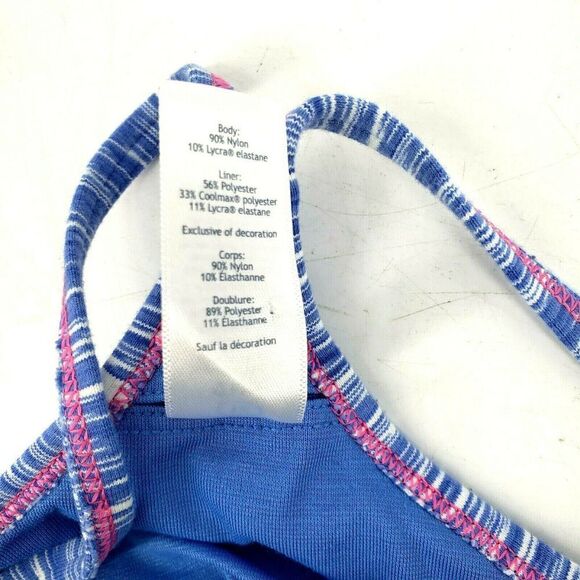 Body:
90% Nylon
10% Lycra® elastane
Liner:
56% Polyester
33% Coolmax® polyester
11% Lycra® elastane
Exclusive of decoration
Corps:
90% Nylon
10% Élasthanne
Doublure:
89% Polyester
11% Élasthanne
Sauf la décoration